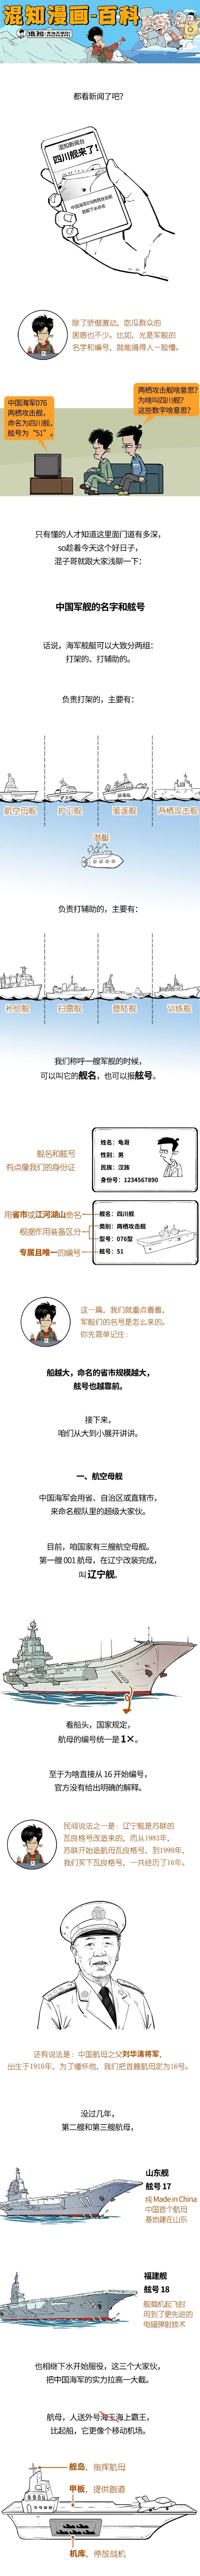 混知漫画-百科
混知
都看新闻了吧？
混知新闻台
四川舰来了！
中国海军四川两栖攻击舰
首舰下水命名
除了骄傲激动，吃瓜群众的
困惑也不少。比如，光是军舰的
名字和编号，就能搞得人一脸懵。
中国海军076
两栖攻击舰，
命名为四川舰，
舷号为“51”。
两栖攻击舰啥意思？
为啥叫四川舰？
这些数字啥意思？
只有懂的人才知道这里面门道有多深，
so趁着今天这个好日子，
混子哥就跟大家浅聊一下：
中国军舰的名字和舷号
话说，海军舰艇可以大致分两组：
打架的、打辅助的。
负责打架的，主要有：
航空母舰
护卫舰
驱逐舰
两栖攻击舰
潜艇
负责打辅助的，主要有：
补给舰
扫雷舰
登陆舰
训练舰
我们称呼一艘军舰的时候，
可以叫它的舰名，也可以报舷号。
舰名和舷号
有点像我们的身份证
姓名：龟哥
性别：男
民族：汉族
身份号：1234567890
用省市或江河湖山命名
根据作用装备区分
专属且唯一的编号
舰名：四川舰
类别：两栖攻击舰
型号：076型
舷号：51
这一篇，我们就重点看看，
军舰们的名号是怎么来的。
你先简单记住：
船越大，命名的省市规模越大，
舷号也越靠前。
接下来，
咱们从大到小展开讲讲。
一、航空母舰
中国海军会用省、自治区或直辖市，
来命名舰队里的超级大家伙。
目前，咱国家有三艘航空母舰。
第一艘 001 航母，在辽宁改装完成，
叫辽宁舰。
看船头，国家规定，
航母的编号统一是 1×。
至于为啥直接从 16 开始编号，
官方没有给出明确的解释。
民间说法之一是：辽宁舰是苏联的
瓦良格号改造来的，而从1983年，
苏联开始造航母瓦良格号，到1999年，
我们买下瓦良格号，一共经历了16年。
还有说法是：中国航母之父刘华清将军，
出生于1916年，为了缅怀他，我们把首艘航母定为16号。
没过几年，
第二艘和第三艘航母，
山东舰
舷号 17
纯 Made in China
中国首个航母
基地建在山东
福建舰
舷号 18
舰载机起飞时
用到了更先进的
电磁弹射技术
也相继下水开始服役，这三个大家伙，
把中国海军的实力拉高一大截。
航母，人送外号海王海上霸王，
比起船，它更像个移动机场。
舰岛，指挥航母
甲板，提供跑道
机库，停放战机